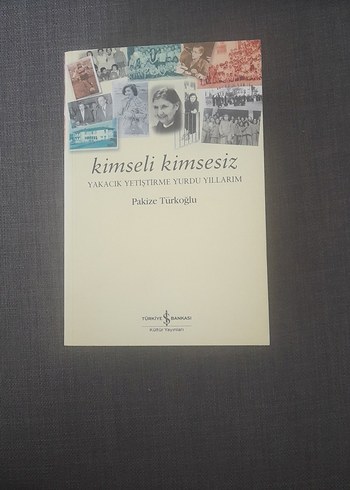 kimseli kimsesiz
YAKACIK YETİŞTİRME YURDU YILLARIM
Pakize Türkoğlu
TÜRKİYE İŞ BANKASI
Kültür Yayınları